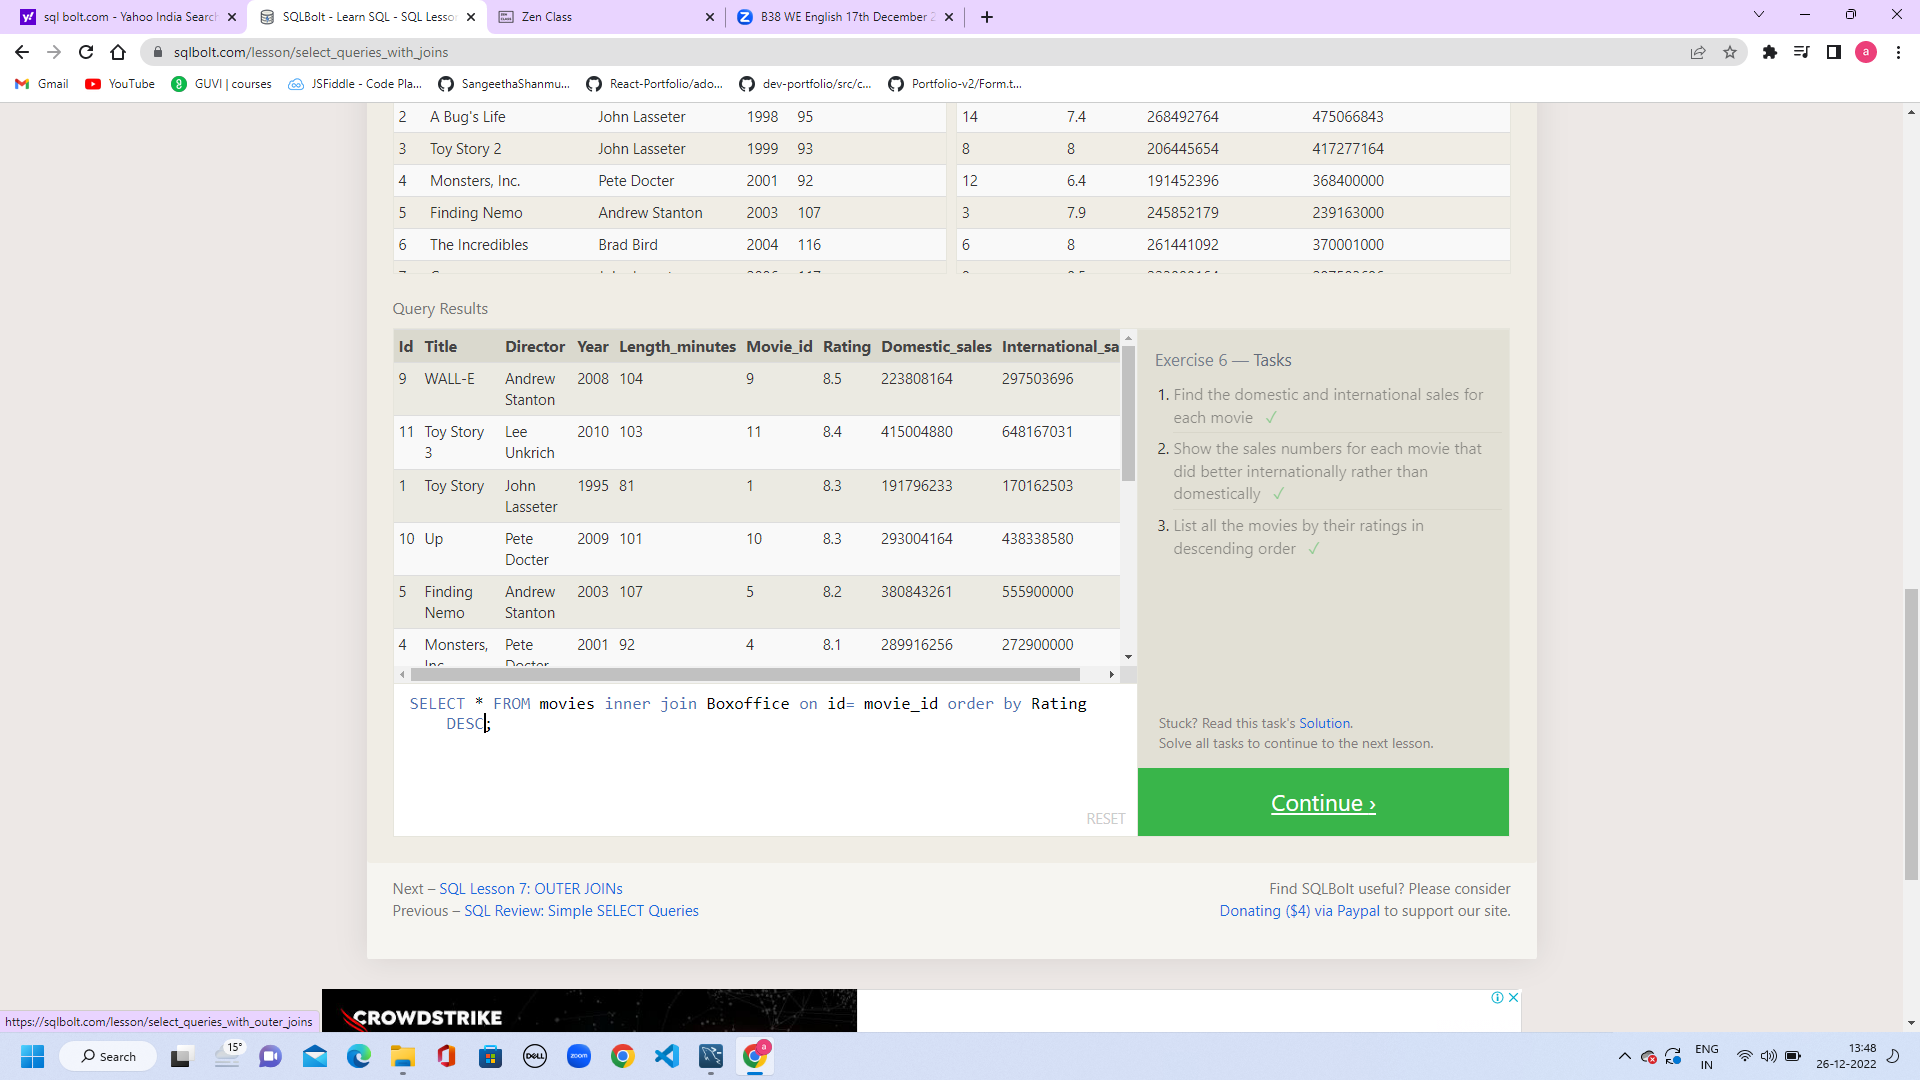 sql bolt.com - Yahoo India Search
SQLBolt - Learn SQL - SQL Lesson
Zen Class
B38 WE English 17th December 2
sqlbolt.com/lesson/select_queries_with_joins
Gmail
YouTube
GUVI | courses
JSFiddle - Code Pla...
SangeethaShanmu...
React-Portfolio/ado...
dev-portfolio/src/c...
Portfolio-v2/Form.t...
2 A Bug's Life John Lasseter 1998 95 14 7.4 268492764 475066843
3 Toy Story 2 John Lasseter 1999 93 8 8 206445654 417277164
4 Monsters, Inc. Pete Docter 2001 92 12 6.4 191452396 368400000
5 Finding Nemo Andrew Stanton 2003 107 3 7.9 245852179 239163000
6 The Incredibles Brad Bird 2004 116 6 8 261441092 370001000
Query Results
Id Title Director Year Length_minutes Movie_id Rating Domestic_sales International_sa
9 WALL-E Andrew 2008 104 9 8.5 223808164 297503696
Stanton
11 Toy Story Lee 2010 103 11 8.4 415004880 648167031
3 Unkrich
1 Toy Story John 1995 81 1 8.3 191796233 170162503
Lasseter
10 Up Pete 2009 101 10 8.3 293004164 438338580
Docter
5 Finding Andrew 2003 107 5 8.2 380843261 555900000
Nemo Stanton
4 Monsters, Pete 2001 92 4 8.1 289916256 272900000
Inc. Docter
SELECT * FROM movies inner join Boxoffice on id= movie_id order by Rating
DESC;
RESET
Exercise 6 — Tasks
1. Find the domestic and international sales for
each movie ✓
2. Show the sales numbers for each movie that
did better internationally rather than
domestically ✓
3. List all the movies by their ratings in
descending order ✓
Stuck? Read this task's Solution.
Solve all tasks to continue to the next lesson.
Continue ›
Next – SQL Lesson 7: OUTER JOINs
Previous – SQL Review: Simple SELECT Queries
Find SQLBolt useful? Please consider
Donating ($4) via Paypal to support our site.
CROWDSTRIKE
https://sqlbolt.com/lesson/select_queries_with_outer_joins
Search
15°
DELL
zoom
a
ENG
IN
13:48
26-12-2022